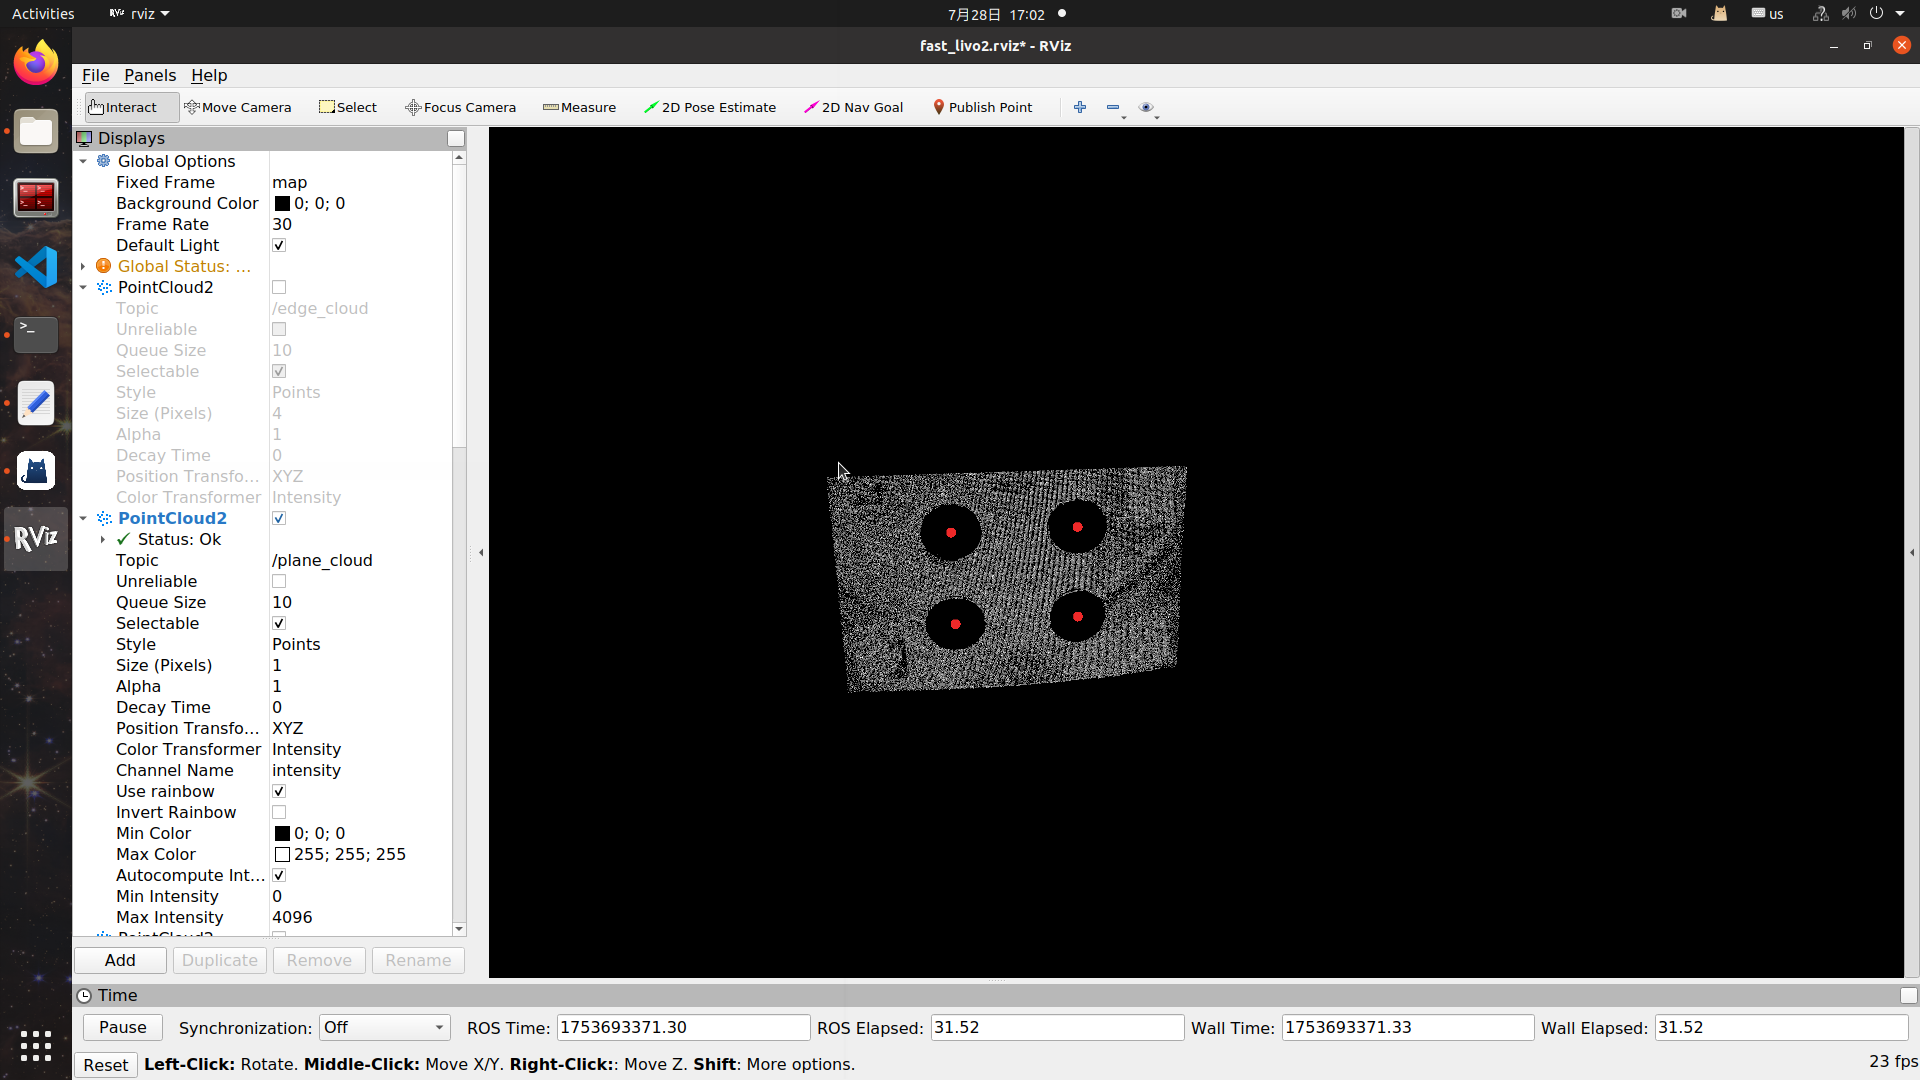 Activities
RViz rviz
7月28日 17:02
us
fast_livo2.rviz* - RViz
File Panels Help
Interact Move Camera Select Focus Camera Measure 2D Pose Estimate 2D Nav Goal Publish Point
Displays
Global Options
Fixed Frame map
Background Color 0; 0; 0
Frame Rate 30
Default Light
Global Status: ...
PointCloud2
Topic /edge_cloud
Unreliable
Queue Size 10
Selectable
Style Points
Size (Pixels) 4
Alpha 1
Decay Time 0
Position Transfo... XYZ
Color Transformer Intensity
PointCloud2
Status: Ok
Topic /plane_cloud
Unreliable
Queue Size 10
Selectable
Style Points
Size (Pixels) 1
Alpha 1
Decay Time 0
Position Transfo... XYZ
Color Transformer Intensity
Channel Name intensity
Use rainbow
Invert Rainbow
Min Color 0; 0; 0
Max Color 255; 255; 255
Autocompute Int...
Min Intensity 0
Max Intensity 4096
PointCloud2
Add Duplicate Remove Rename
RViz
Time
Pause Synchronization: Off ROS Time: 1753693371.30 ROS Elapsed: 31.52 Wall Time: 1753693371.33 Wall Elapsed: 31.52
Reset Left-Click: Rotate. Middle-Click: Move X/Y. Right-Click:: Move Z. Shift: More options.
23 fps